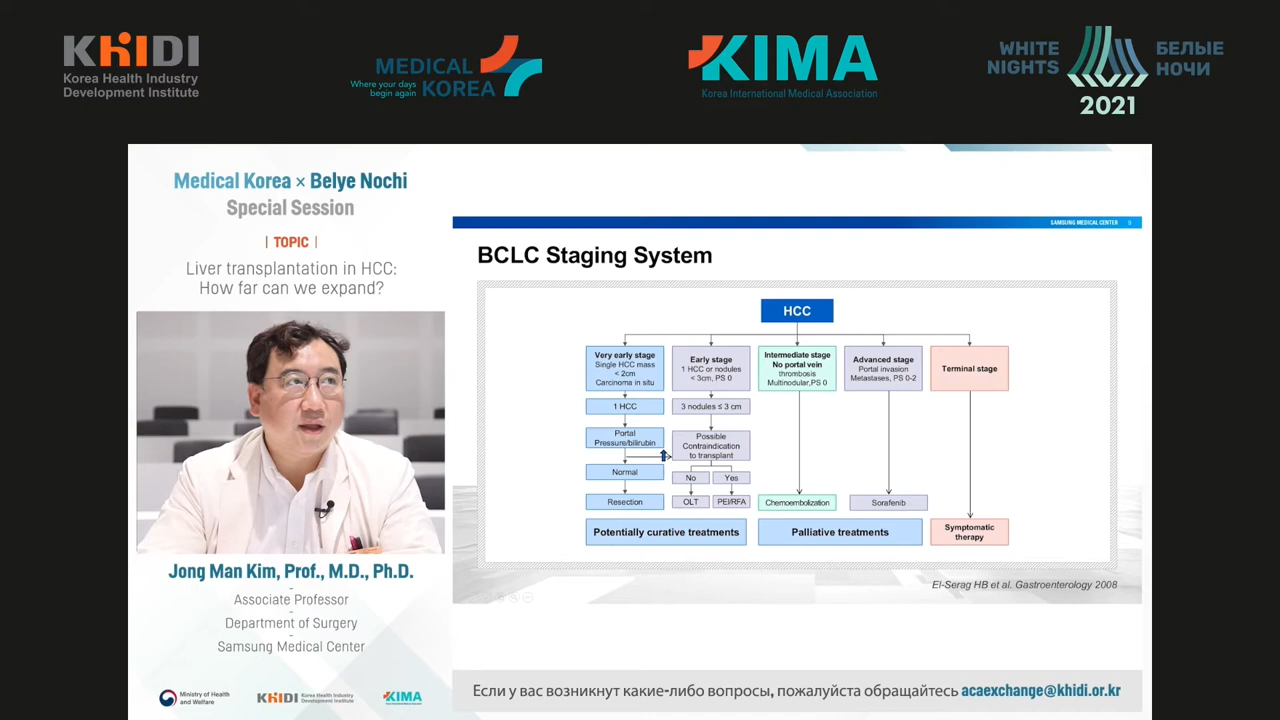 KHIDI
Korea Health Industry
Development Institute
MEDICAL
KOREA
Where your days
begin again
KIMA
Korea International Medical Association
WHITE
NIGHTS
БЕЛЫЕ
НОЧИ
2021
Medical Korea × Belye Nochi
Special Session
| TOPIC |
Liver transplantation in HCC:
How far can we expand?
Jong Man Kim, Prof., M.D., Ph.D.
Associate Professor
Department of Surgery
Samsung Medical Center
Ministry of Health
and Welfare
KHIDI
Korea Health Industry
Development Institute
KIMA
SAMSUNG MEDICAL CENTER
BCLC Staging System
HCC
Very early stage
Single HCC mass
< 2cm
Carcinoma in situ
Early stage
1 HCC or nodules
< 3cm, PS 0
Intermediate stage
No portel vein
thrombosis
Multinodular,PS 0
Advanced stage
Portal invasion
Metastases, PS 0-2
Terminal stage
1 HCC
3 nodules ≤ 3 cm
Portal
Pressure/bilirubin
Possible
Contraindication
to transplant
Normal
No
Yes
Resection
OLT
PEI/RFA
Chemoembolization
Sorafenib
Potentially curative treatments
Palliative treatments
Symptomatic
therapy
El-Serag HB et al. Gastroenterology 2008
Если у вас возникнут какие-либо вопросы, пожалуйста обращайтесь acaexchange@khidi.or.kr